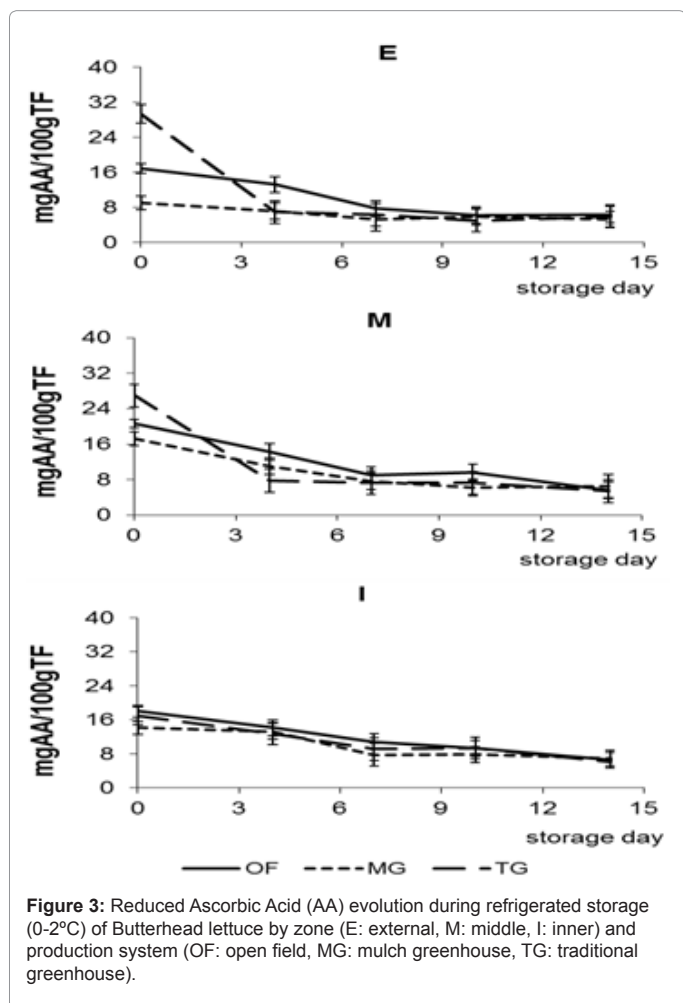 E
mgAA/100gTF
40
32
24
16
8
0
0 3 6 9 12 15
storage day
M
mgAA/100gTF
40
32
24
16
8
0
0 3 6 9 12 15
storage day
I
mgAA/100gTF
40
32
24
16
8
0
0 3 6 9 12 15
storage day
OF MG TG
Figure 3: Reduced Ascorbic Acid (AA) evolution during refrigerated storage
(0-2ºC) of Butterhead lettuce by zone (E: external, M: middle, I: inner) and
production system (OF: open field, MG: mulch greenhouse, TG: traditional
greenhouse).